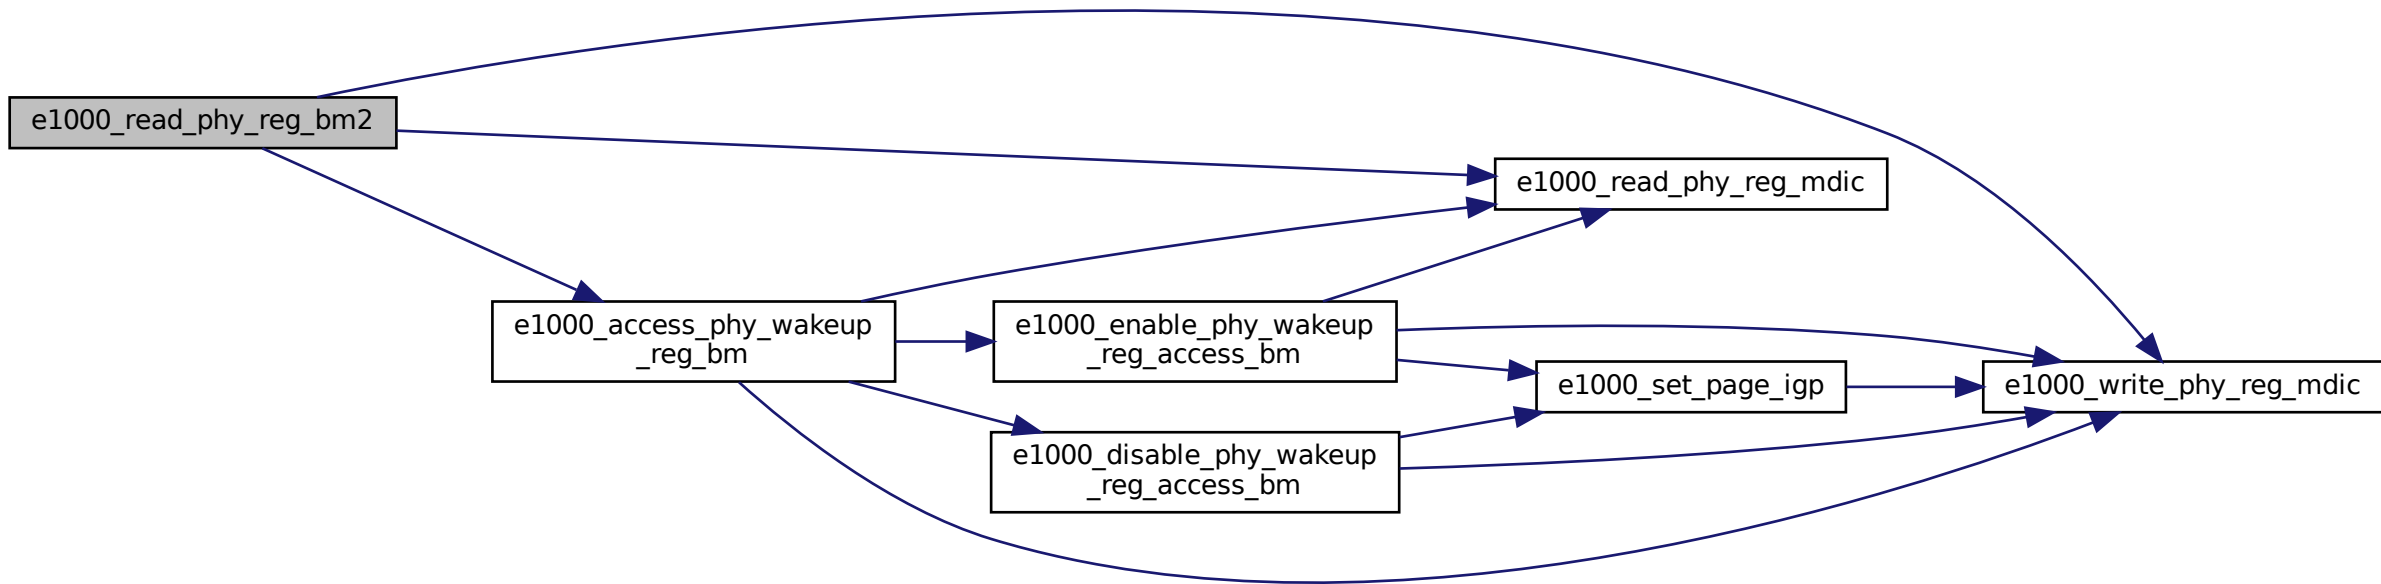 e1000_read_phy_reg_bm2
e1000_read_phy_reg_mdic
e1000_access_phy_wakeup
_reg_bm
e1000_enable_phy_wakeup
_reg_access_bm
e1000_set_page_igp
e1000_write_phy_reg_mdic
e1000_disable_phy_wakeup
_reg_access_bm